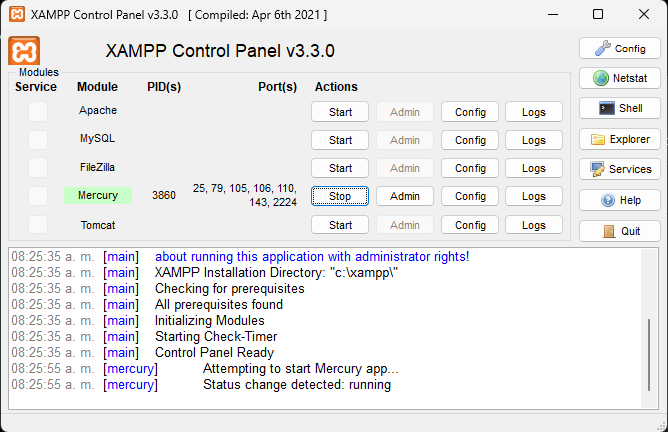 XAMPP Control Panel v3.3.0 [ Compiled: Apr 6th 2021 ]
XAMPP Control Panel v3.3.0
Config
Modules
Service Module PID(s) Port(s) Actions
Netstat
Apache Start Admin Config Logs
Shell
MySQL Start Admin Config Logs
Explorer
FileZilla Start Admin Config Logs
Services
Mercury 3860 25, 79, 105, 106, 110, Stop Admin Config Logs
143, 2224
Help
Tomcat Start Admin Config Logs
Quit
08:25:35 a. m. [main] about running this application with administrator rights!
08:25:35 a. m. [main] XAMPP Installation Directory: "c:\xampp\"
08:25:35 a. m. [main] Checking for prerequisites
08:25:35 a. m. [main] All prerequisites found
08:25:35 a. m. [main] Initializing Modules
08:25:35 a. m. [main] Starting Check-Timer
08:25:35 a. m. [main] Control Panel Ready
08:25:55 a. m. [mercury] Attempting to start Mercury app...
08:25:55 a. m. [mercury] Status change detected: running